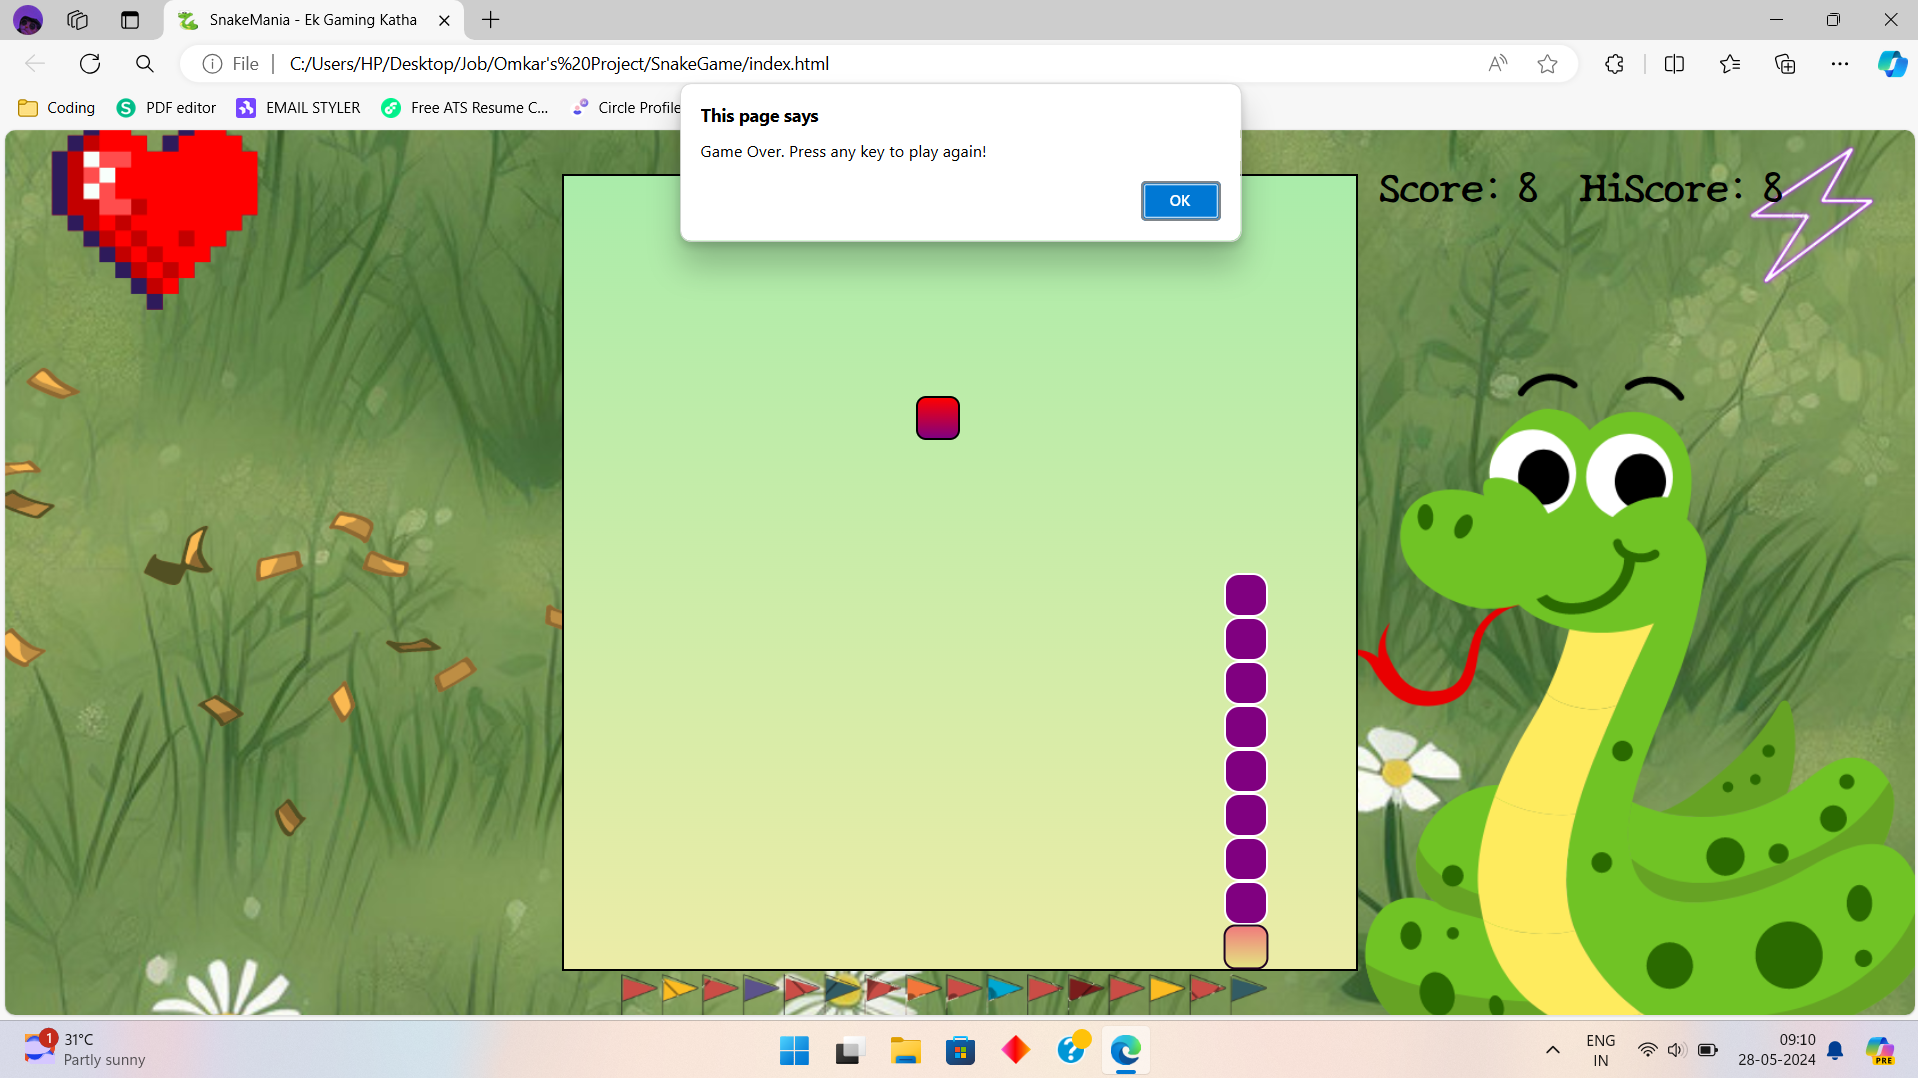 SnakeMania - Ek Gaming Katha
File
C:/Users/HP/Desktop/Job/Omkar's%20Project/SnakeGame/index.html
Coding
S PDF editor
EMAIL STYLER
Free ATS Resume C...
Circle Profile
This page says
Game Over. Press any key to play again!
OK
Score: 8 HiScore: 8
1
31°C
Partly sunny
ENG
IN
09:10
28-05-2024
PRE